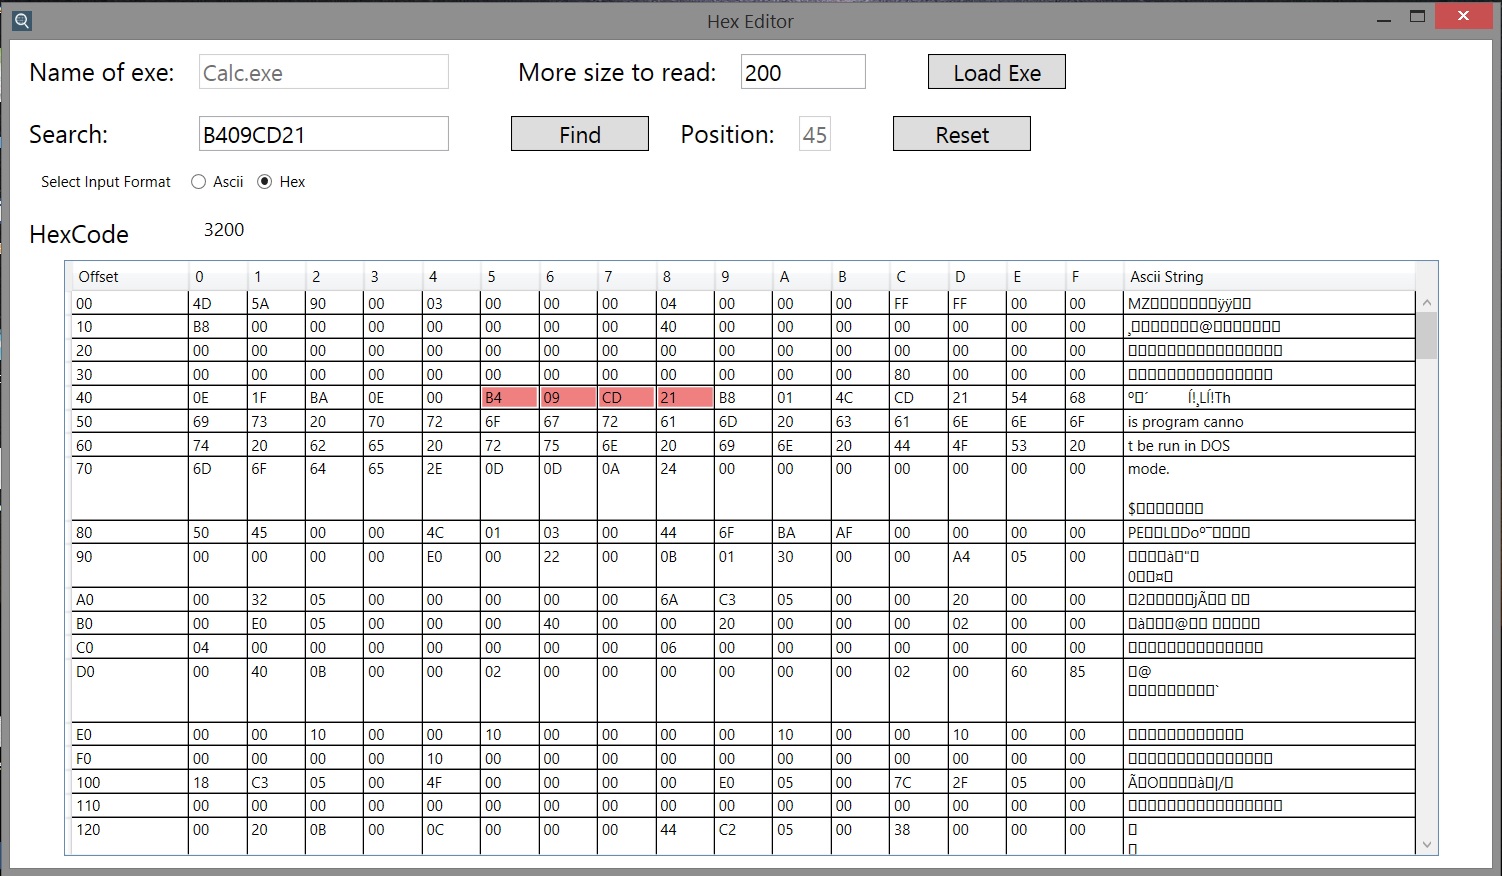 Hex Editor
Name of exe: Calc.exe More size to read: 200 Load Exe
Search: B409CD21 Find Position: 45 Reset
Select Input Format Ascii Hex
HexCode 3200
Offset 0 1 2 3 4 5 6 7 8 9 A B C D E F Ascii String
00 4D 5A 90 00 03 00 00 00 04 00 00 00 FF FF 00 00 MZ▯▯▯▯▯▯▯ÿÿ▯▯
10 B8 00 00 00 00 00 00 00 40 00 00 00 00 00 00 00 ¸▯▯▯▯▯▯▯@▯▯▯▯▯▯▯
20 00 00 00 00 00 00 00 00 00 00 00 00 00 00 00 00 ▯▯▯▯▯▯▯▯▯▯▯▯▯▯▯▯
30 00 00 00 00 00 00 00 00 00 00 00 00 80 00 00 00 ▯▯▯▯▯▯▯▯▯▯▯▯▯▯▯
40 0E 1F BA 0E 00 B4 09 CD 21 B8 01 4C CD 21 54 68 º▯´ Í!¸LÍ!Th
50 69 73 20 70 72 6F 67 72 61 6D 20 63 61 6E 6E 6F is program canno
60 74 20 62 65 20 72 75 6E 20 69 6E 20 44 4F 53 20 t be run in DOS
70 6D 6F 64 65 2E 0D 0D 0A 24 00 00 00 00 00 00 00 mode.
$▯▯▯▯▯▯▯
80 50 45 00 00 4C 01 03 00 44 6F BA AF 00 00 00 00 PE▯▯L▯Doº¯▯▯▯▯
90 00 00 00 00 E0 00 22 00 0B 01 30 00 00 A4 05 00 ▯▯▯▯à▯"▯
0▯▯¤▯
A0 00 32 05 00 00 00 00 00 6A C3 05 00 00 20 00 00 ▯2▯▯▯▯▯jÃ▯▯ ▯▯
B0 00 E0 05 00 00 00 40 00 00 20 00 00 00 02 00 00 ▯à▯▯▯@▯▯ ▯▯▯▯▯
C0 04 00 00 00 00 00 00 00 06 00 00 00 00 00 00 00 ▯▯▯▯▯▯▯▯▯▯▯▯▯▯
D0 00 40 0B 00 00 02 00 00 00 00 00 00 02 00 60 85 ▯@
▯▯▯▯▯▯▯▯▯`
E0 00 00 10 00 00 10 00 00 00 00 10 00 00 10 00 00 ▯▯▯▯▯▯▯▯▯▯▯▯
F0 00 00 00 00 10 00 00 00 00 00 00 00 00 00 00 00 ▯▯▯▯▯▯▯▯▯▯▯▯▯▯▯
100 18 C3 05 00 4F 00 00 00 00 E0 05 00 7C 2F 05 00 Ã▯O▯▯▯▯à▯|/▯
110 00 00 00 00 00 00 00 00 00 00 00 00 00 00 00 00 ▯▯▯▯▯▯▯▯▯▯▯▯▯▯▯▯
120 00 20 0B 00 0C 00 00 00 44 C2 05 00 38 00 00 00 ▯
▯